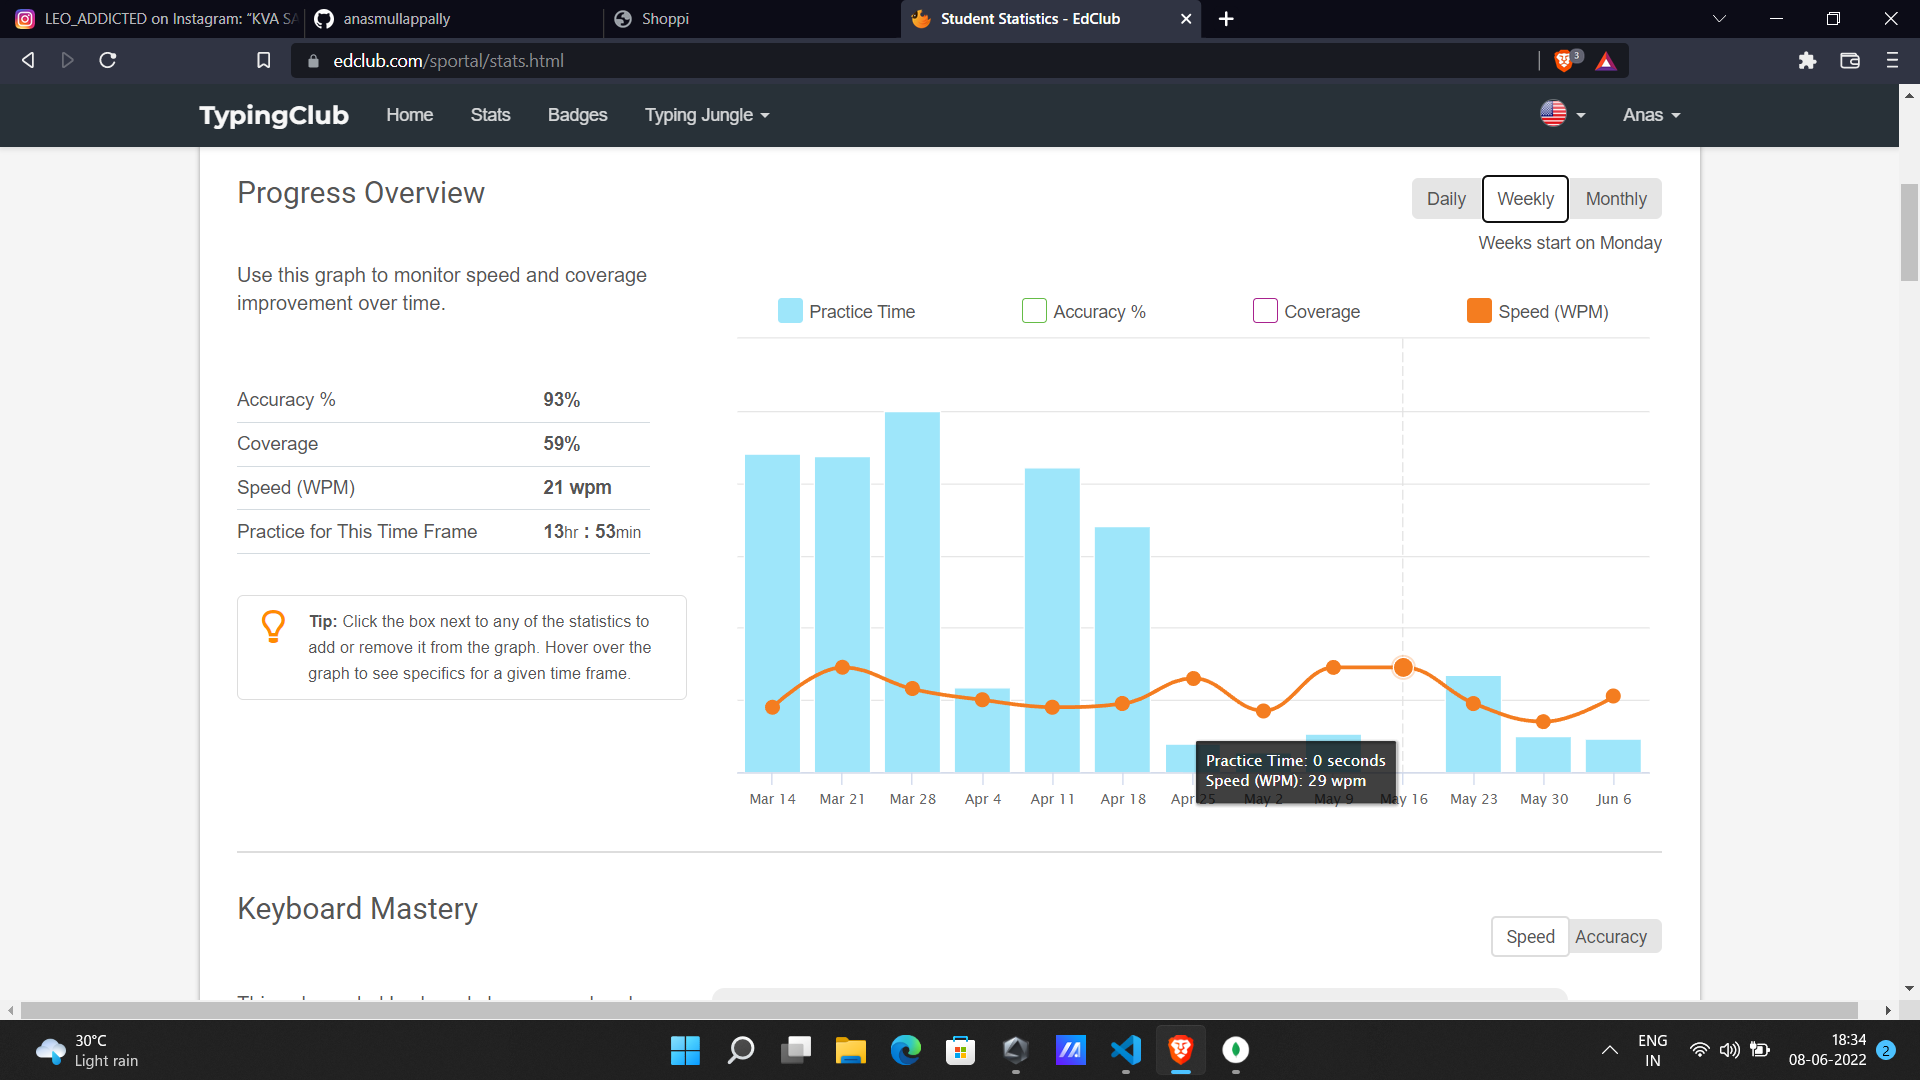 LEO_ADDICTED on Instagram: “KVA SA
anasmullappally
Shoppi
Student Statistics - EdClub
edclub.com/sportal/stats.html
3
TypingClub
Home
Stats
Badges
Typing Jungle
Anas
Progress Overview
Daily
Weekly
Monthly
Weeks start on Monday
Use this graph to monitor speed and coverage
improvement over time.
Practice Time
Accuracy %
Coverage
Speed (WPM)
Accuracy % 93%
Coverage 59%
Speed (WPM) 21 wpm
Practice for This Time Frame 13hr : 53min
Tip: Click the box next to any of the statistics to
add or remove it from the graph. Hover over the
graph to see specifics for a given time frame.
Practice Time: 0 seconds
Speed (WPM): 29 wpm
Mar 14 Mar 21 Mar 28 Apr 4 Apr 11 Apr 18 Apr 25 May 2 May 9 May 16 May 23 May 30 Jun 6
Keyboard Mastery
Speed
Accuracy
30°C
Light rain
ENG
IN
18:34
08-06-2022
2